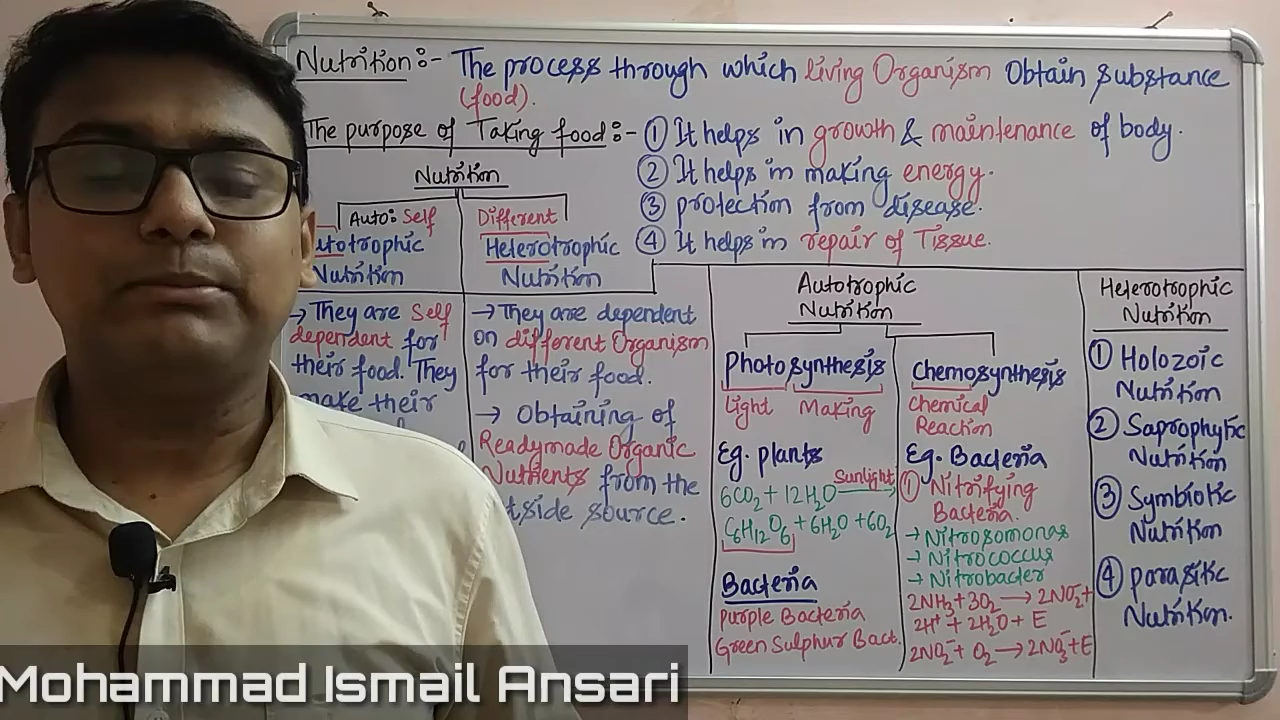 Nutrition:- The process through which living Organism Obtain substance
(food).
The purpose of Taking food:- ① It helps in growth & maintenance of body.
② It helps in making energy.
③ protection from disease.
④ It helps in repair of Tissue.
Nutrition
Auto: Self
utotrophic
Nutrition
→ They are Self
dependent for
their food. They
make their
Different
Heterotrophic
Nutrition
→ They are dependent
on different Organism
for their food.
→ Obtaining of
Readymade Organic
Nutrients from the
tside source.
Autotrophic
Nutrition
Photosynthesis
Light Making
Eg. plants
6CO2 + 12H2O Sunlight→
C6H12O6 + 6H2O + 6O2
Bacteria
Purple Bacteria
Green Sulphur Bact.
Chemosynthesis
Chemical
Reaction
Eg. Bacteria
① Nitrifying
Bacteria.
→ Nitrosomonas
→ Nitrococcus
→ Nitrobacter
2NH3 + 3O2 → 2NO2⁻ +
2H⁺ + 2H2O + E
2NO2⁻ + O2 → 2NO3⁻ + E
Heterotrophic
Nutrition
① Holozoic
Nutrition
② Saprophytic
Nutrition
③ Symbiotic
Nutrition
④ parasitic
Nutrition.
Mohammad Ismail Ansari